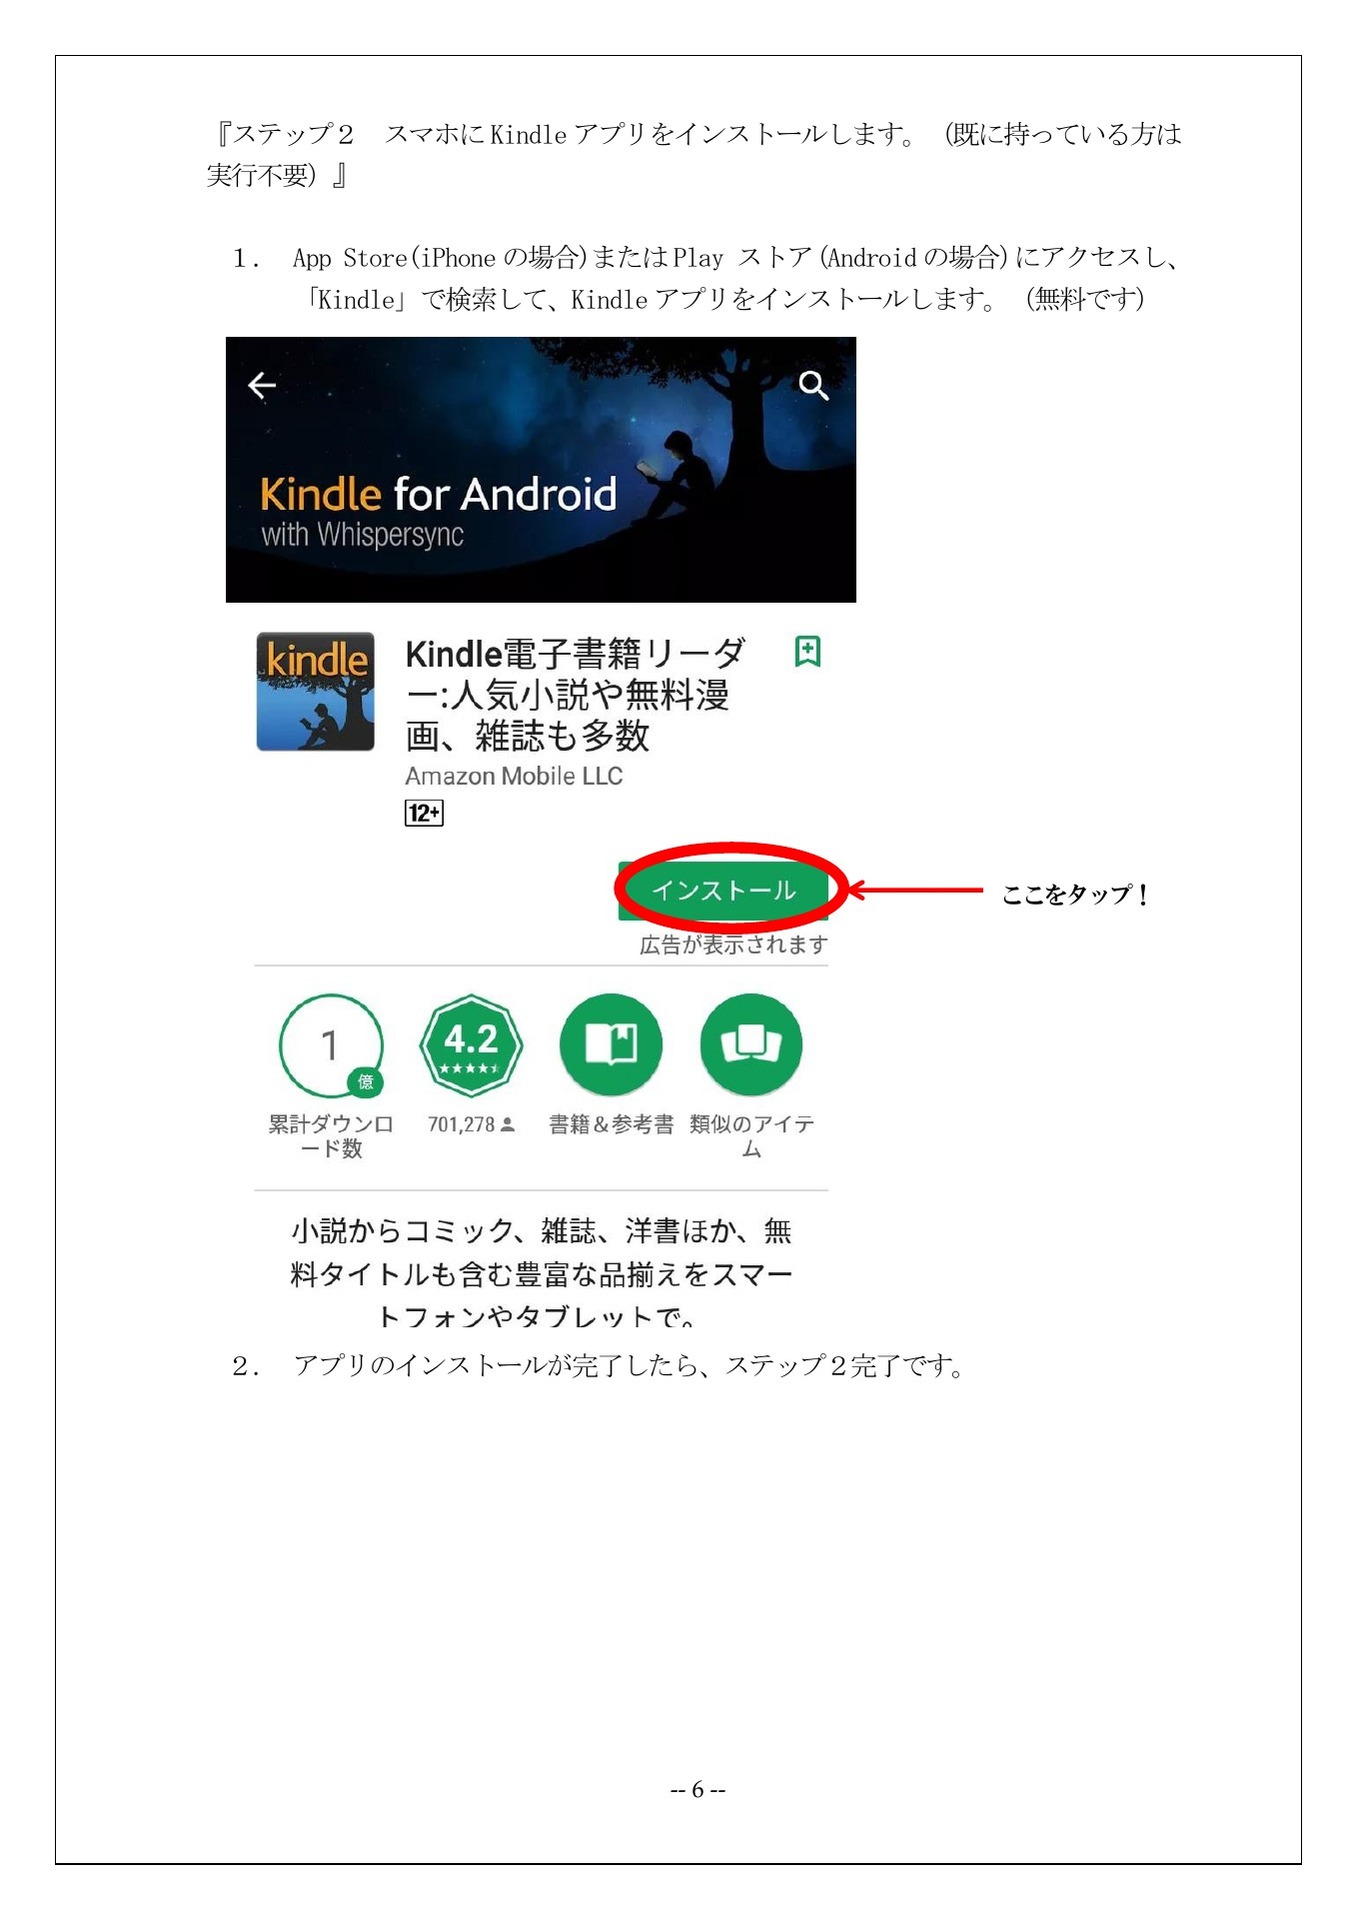 『ステップ２　スマホにKindleアプリをインストールします。（既に持っている方は
実行不要）』
１.　App Store(iPhoneの場合)またはPlay ストア(Androidの場合)にアクセスし、
「Kindle」で検索して、Kindleアプリをインストールします。（無料です）
Kindle for Android
with Whispersync
kindle
Kindle電子書籍リーダ
ー:人気小説や無料漫
画、雑誌も多数
Amazon Mobile LLC
12+
インストール
ここをタップ！
広告が表示されます
1
億
4.2
累計ダウンロ
ード数
701,278
書籍＆参考書
類似のアイテ
ム
小説からコミック、雑誌、洋書ほか、無
料タイトルも含む豊富な品揃えをスマー
トフォンやタブレットで。
２.　アプリのインストールが完了したら、ステップ２完了です。
-- 6 --